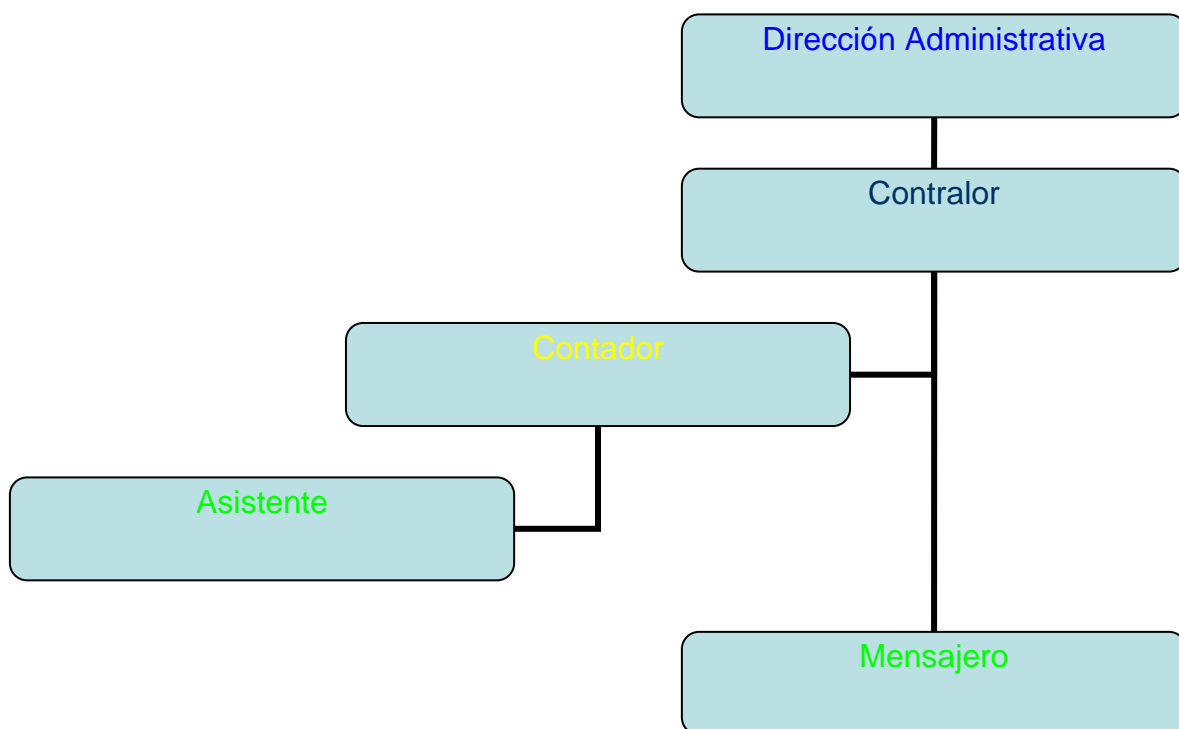 Dirección Administrativa
Contralor
Contador
Asistente
Mensajero